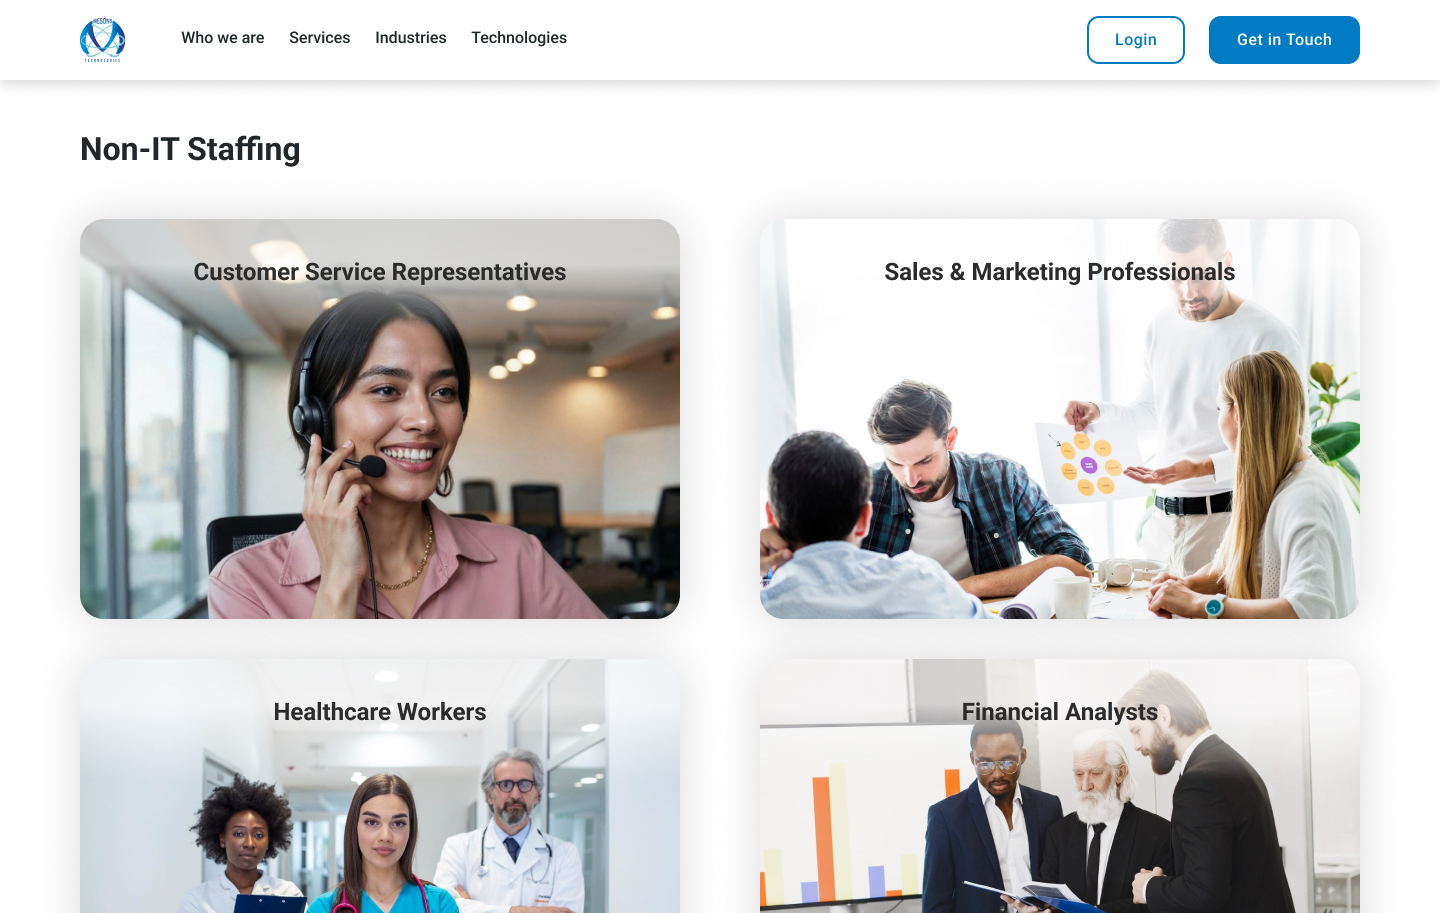 MESONS
TECHNOLOGIES
Who we are
Services
Industries
Technologies
Login
Get in Touch
Non-IT Staffing
Customer Service Representatives
Sales & Marketing Professionals
Healthcare Workers
Financial Analysts